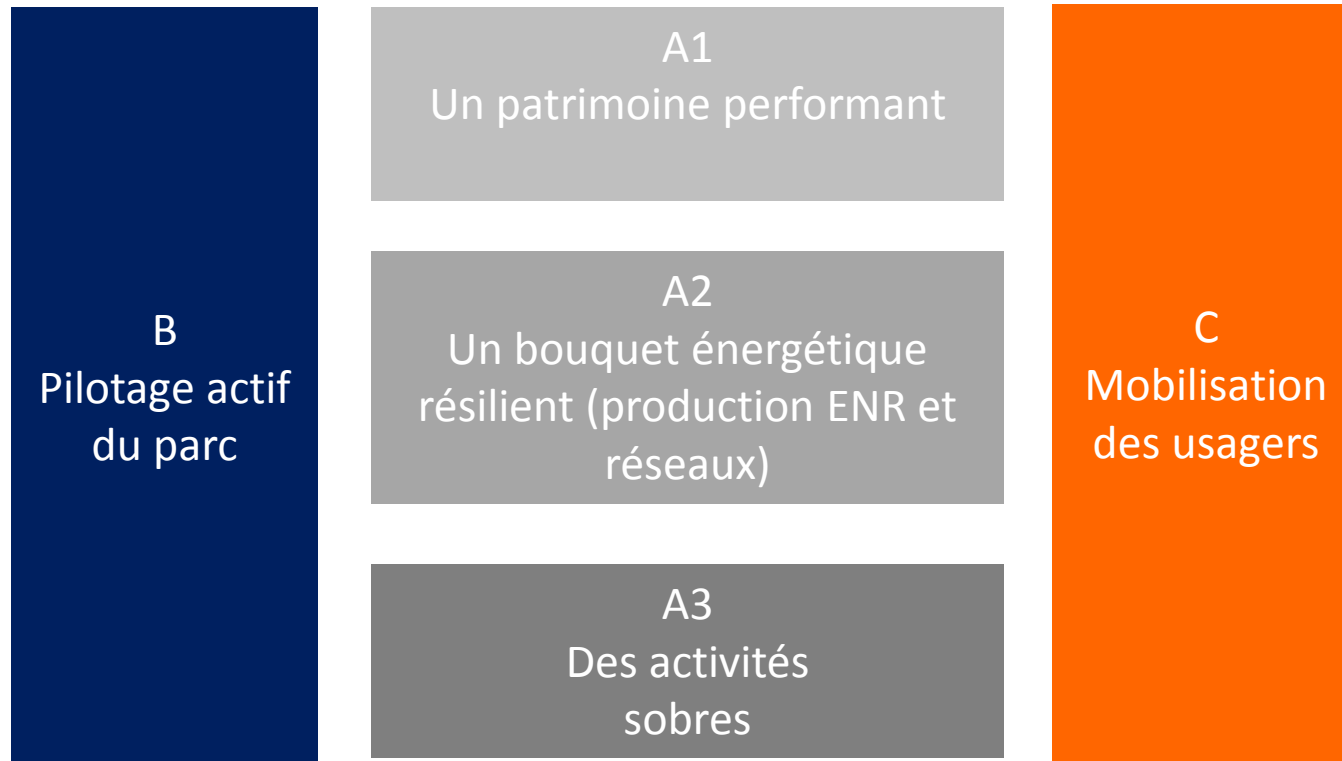 B
Pilotage actif
du parc
A1
Un patrimoine performant
A2
Un bouquet énergétique
résilient (production ENR et
réseaux)
A3
Des activités
sobres
C
Mobilisation
des usagers